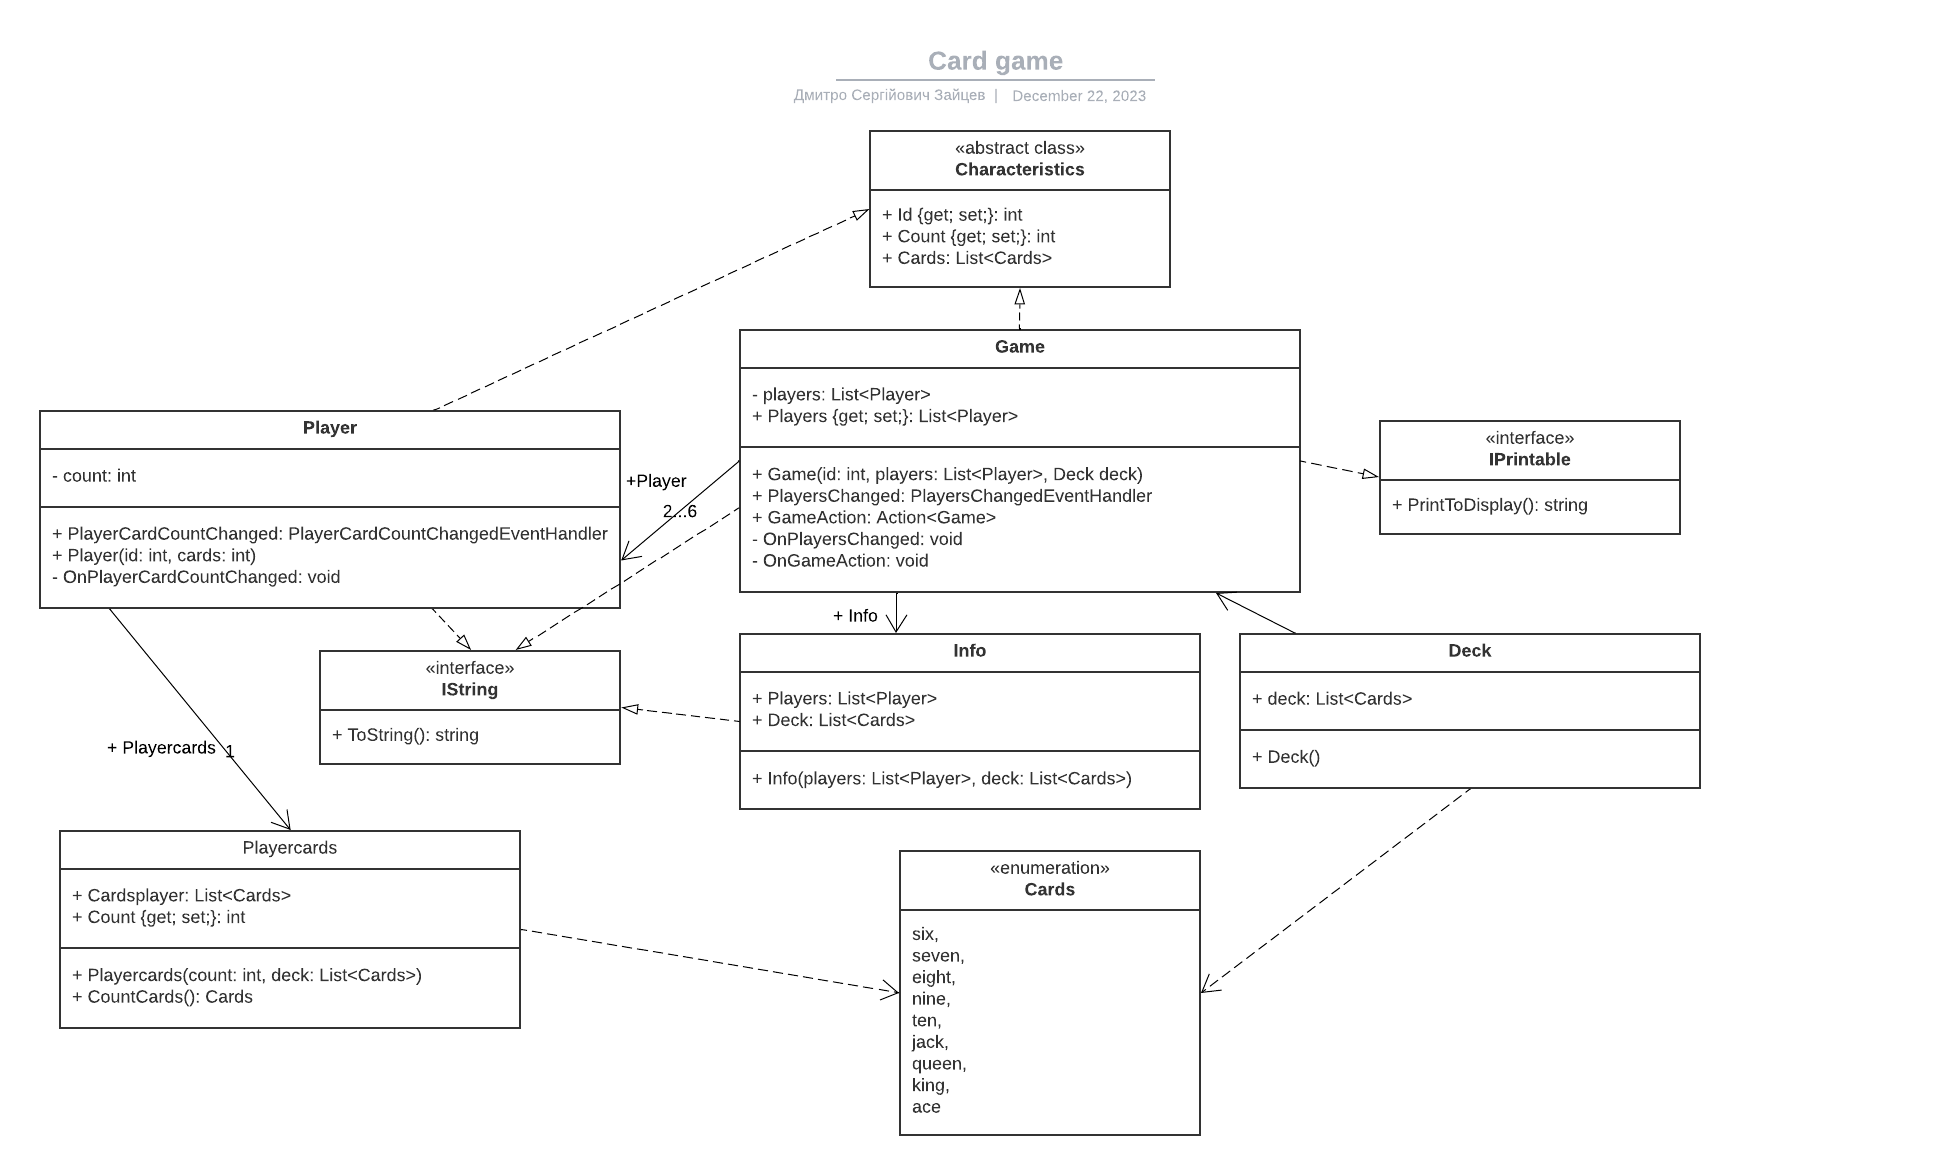 Card game
Дмитро Сергійович Зайцев | December 22, 2023
«abstract class»
Characteristics
+ Id {get; set;}: int
+ Count {get; set;}: int
+ Cards: List<Cards>
Game
- players: List<Player>
+ Players {get; set;}: List<Player>
+ Game(id: int, players: List<Player>, Deck deck)
+ PlayersChanged: PlayersChangedEventHandler
+ GameAction: Action<Game>
- OnPlayersChanged: void
- OnGameAction: void
Player
- count: int
+ PlayerCardCountChanged: PlayerCardCountChangedEventHandler
+ Player(id: int, cards: int)
- OnPlayerCardCountChanged: void
+Player
2...6
«interface»
IPrintable
+ PrintToDisplay(): string
+ Info
«interface»
IString
+ ToString(): string
Info
+ Players: List<Player>
+ Deck: List<Cards>
+ Info(players: List<Player>, deck: List<Cards>)
Deck
+ deck: List<Cards>
+ Deck()
+ Playercards 1
Playercards
+ Cardsplayer: List<Cards>
+ Count {get; set;}: int
+ Playercards(count: int, deck: List<Cards>)
+ CountCards(): Cards
«enumeration»
Cards
six,
seven,
eight,
nine,
ten,
jack,
queen,
king,
ace